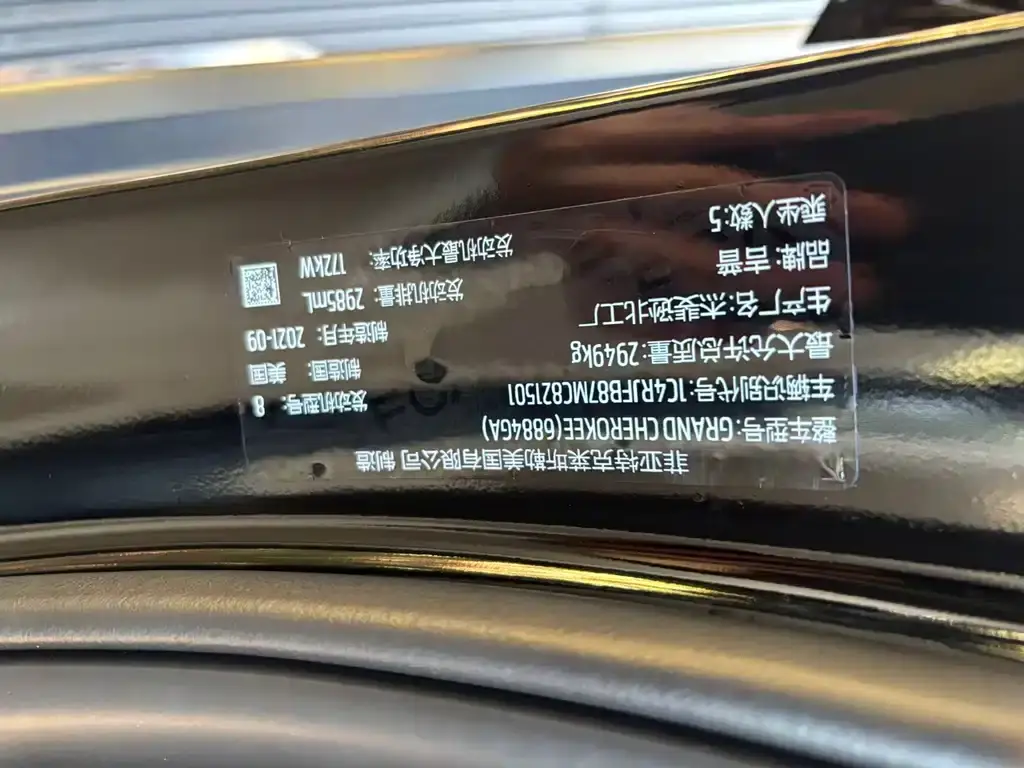 菲亚特克莱斯勒美国有限公司 制造
整车型号:GRAND CHEROKEE(6884GA)
车辆识别代号:1C4RJFB87MC821501
最大允许总质量:2949kg
生产厂名:杰斐逊北工厂
品牌:吉普
乘坐人数:5
发动机型号: 8
制造国: 美国
制造年月: 2021-09
发动机排量: 2985mL
发动机最大净功率: 172kW